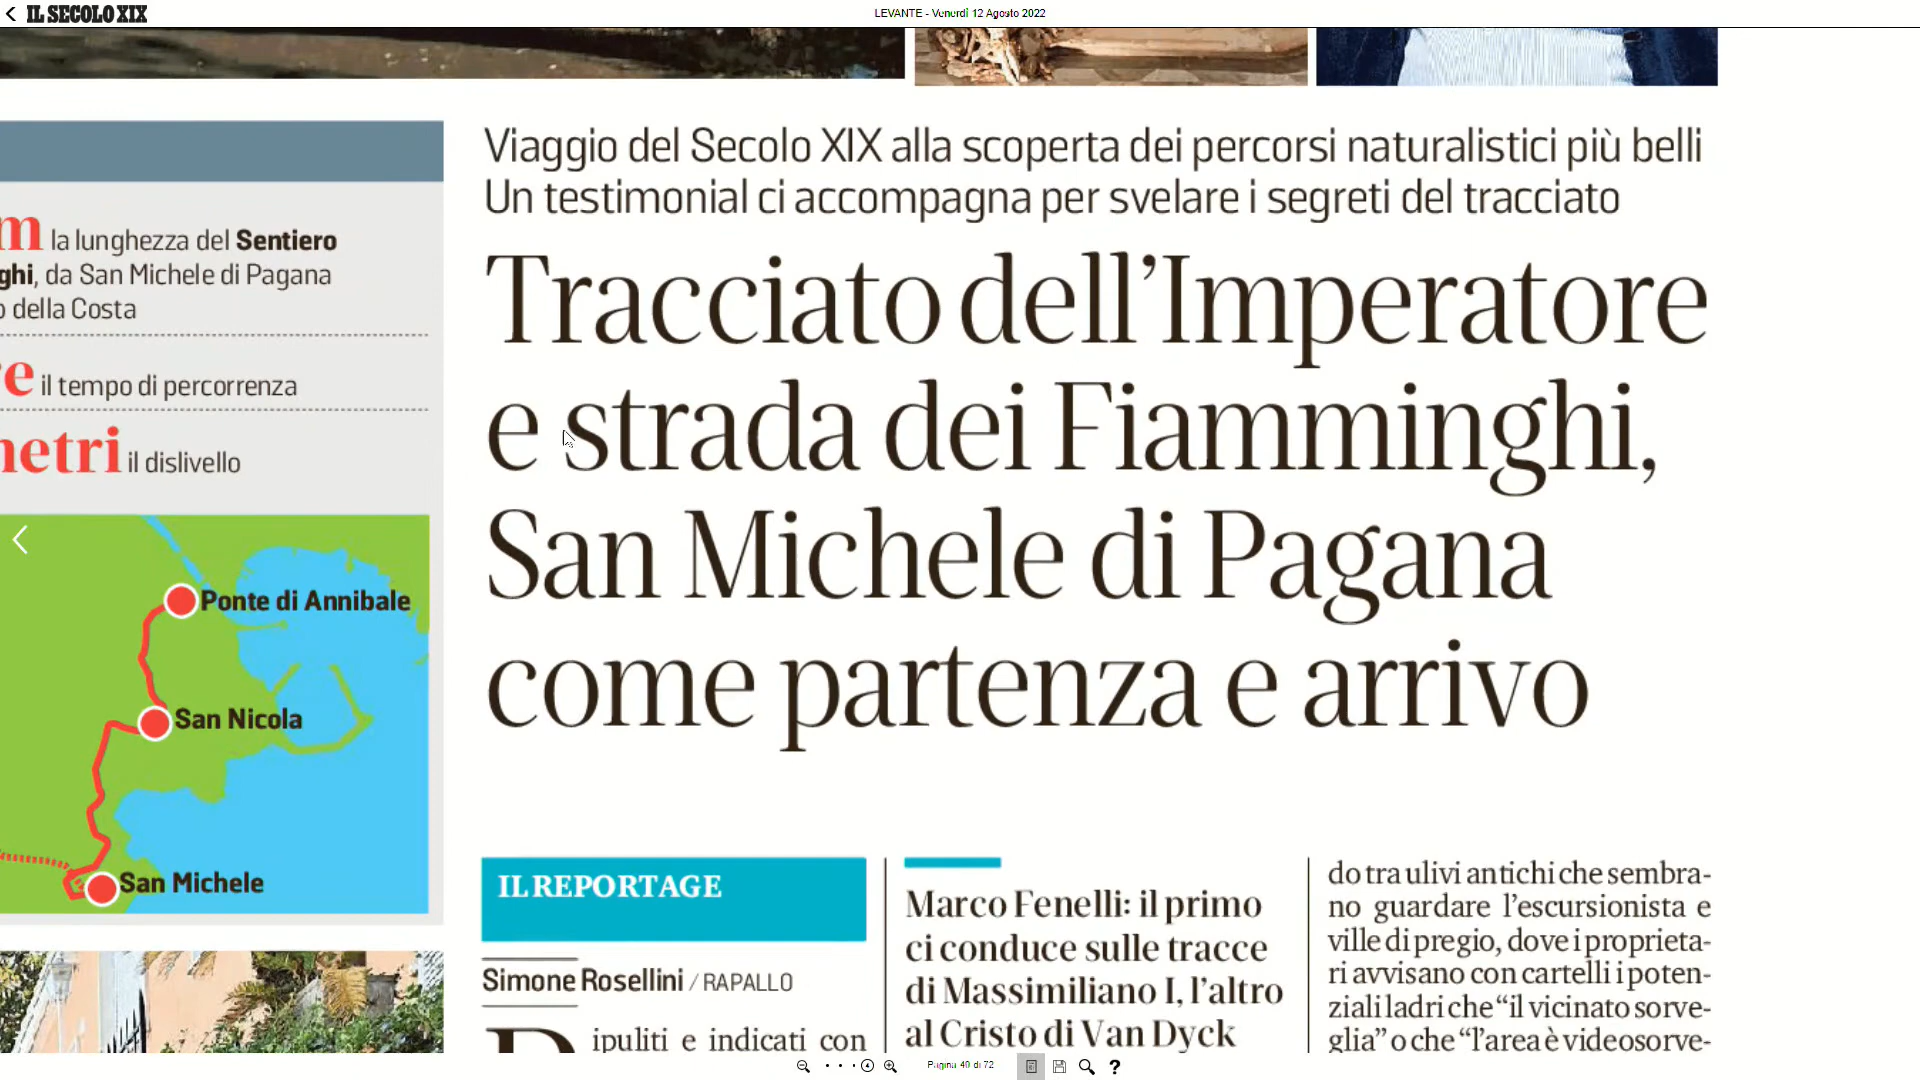 IL SECOLO XIX
LEVANTE - Venerdì 12 Agosto 2022
m la lunghezza del Sentiero
ghi, da San Michele di Pagana
o della Costa
e il tempo di percorrenza
netri il dislivello
Ponte di Annibale
San Nicola
San Michele
Viaggio del Secolo XIX alla scoperta dei percorsi naturalistici più belli
Un testimonial ci accompagna per svelare i segreti del tracciato
Tracciato dell’Imperatore
e strada dei Fiamminghi,
San Michele di Pagana
come partenza e arrivo
IL REPORTAGE
Simone Rosellini / RAPALLO
ipuliti e indicati con
Marco Fenelli: il primo
ci conduce sulle tracce
di Massimiliano I, l’altro
al Cristo di Van Dyck
do tra ulivi antichi che sembra-
no guardare l’escursionista e
ville di pregio, dove i proprieta-
ri avvisano con cartelli i poten-
ziali ladri che “il vicinato sorve-
glia” o che “l’area è videosorve-
Pagina 40 di 72
?